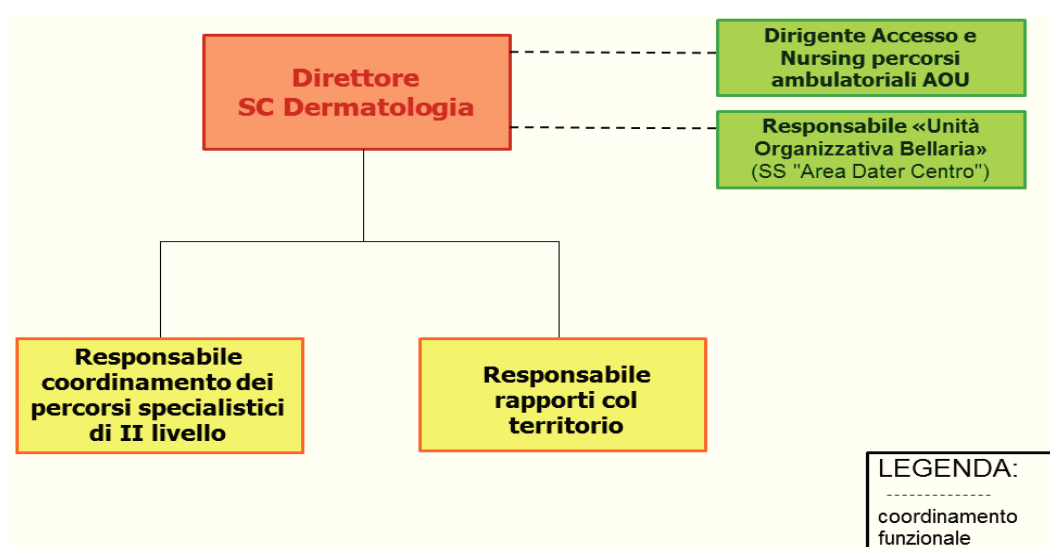 Direttore
SC Dermatologia
Dirigente Accesso e
Nursing percorsi
ambulatoriali AOU
Responsabile «Unità
Organizzativa Bellaria»
(SS "Area Dater Centro")
Responsabile
coordinamento dei
percorsi specialistici
di II livello
Responsabile
rapporti col
territorio
LEGENDA:
--------------
coordinamento
funzionale